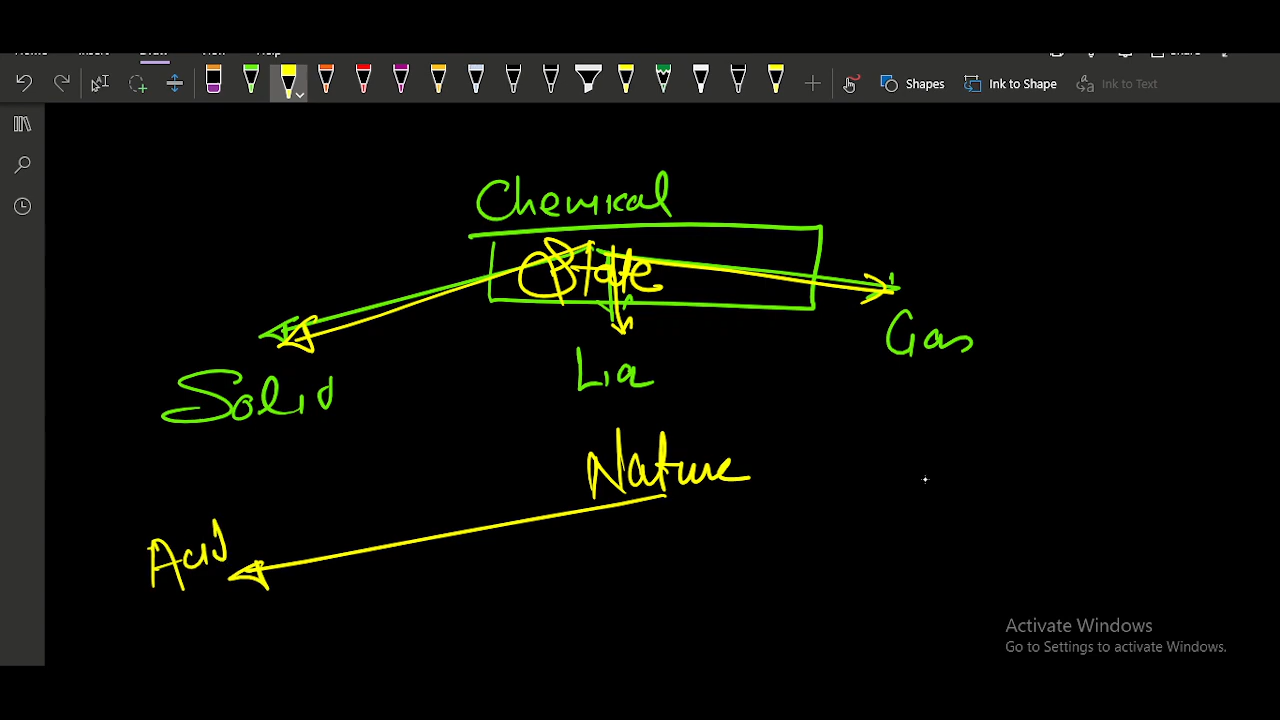 Shapes Ink to Shape Ink to Text
Chemical
State
Solid
Liq
Gas
Nature
Acid
Activate Windows
Go to Settings to activate Windows.